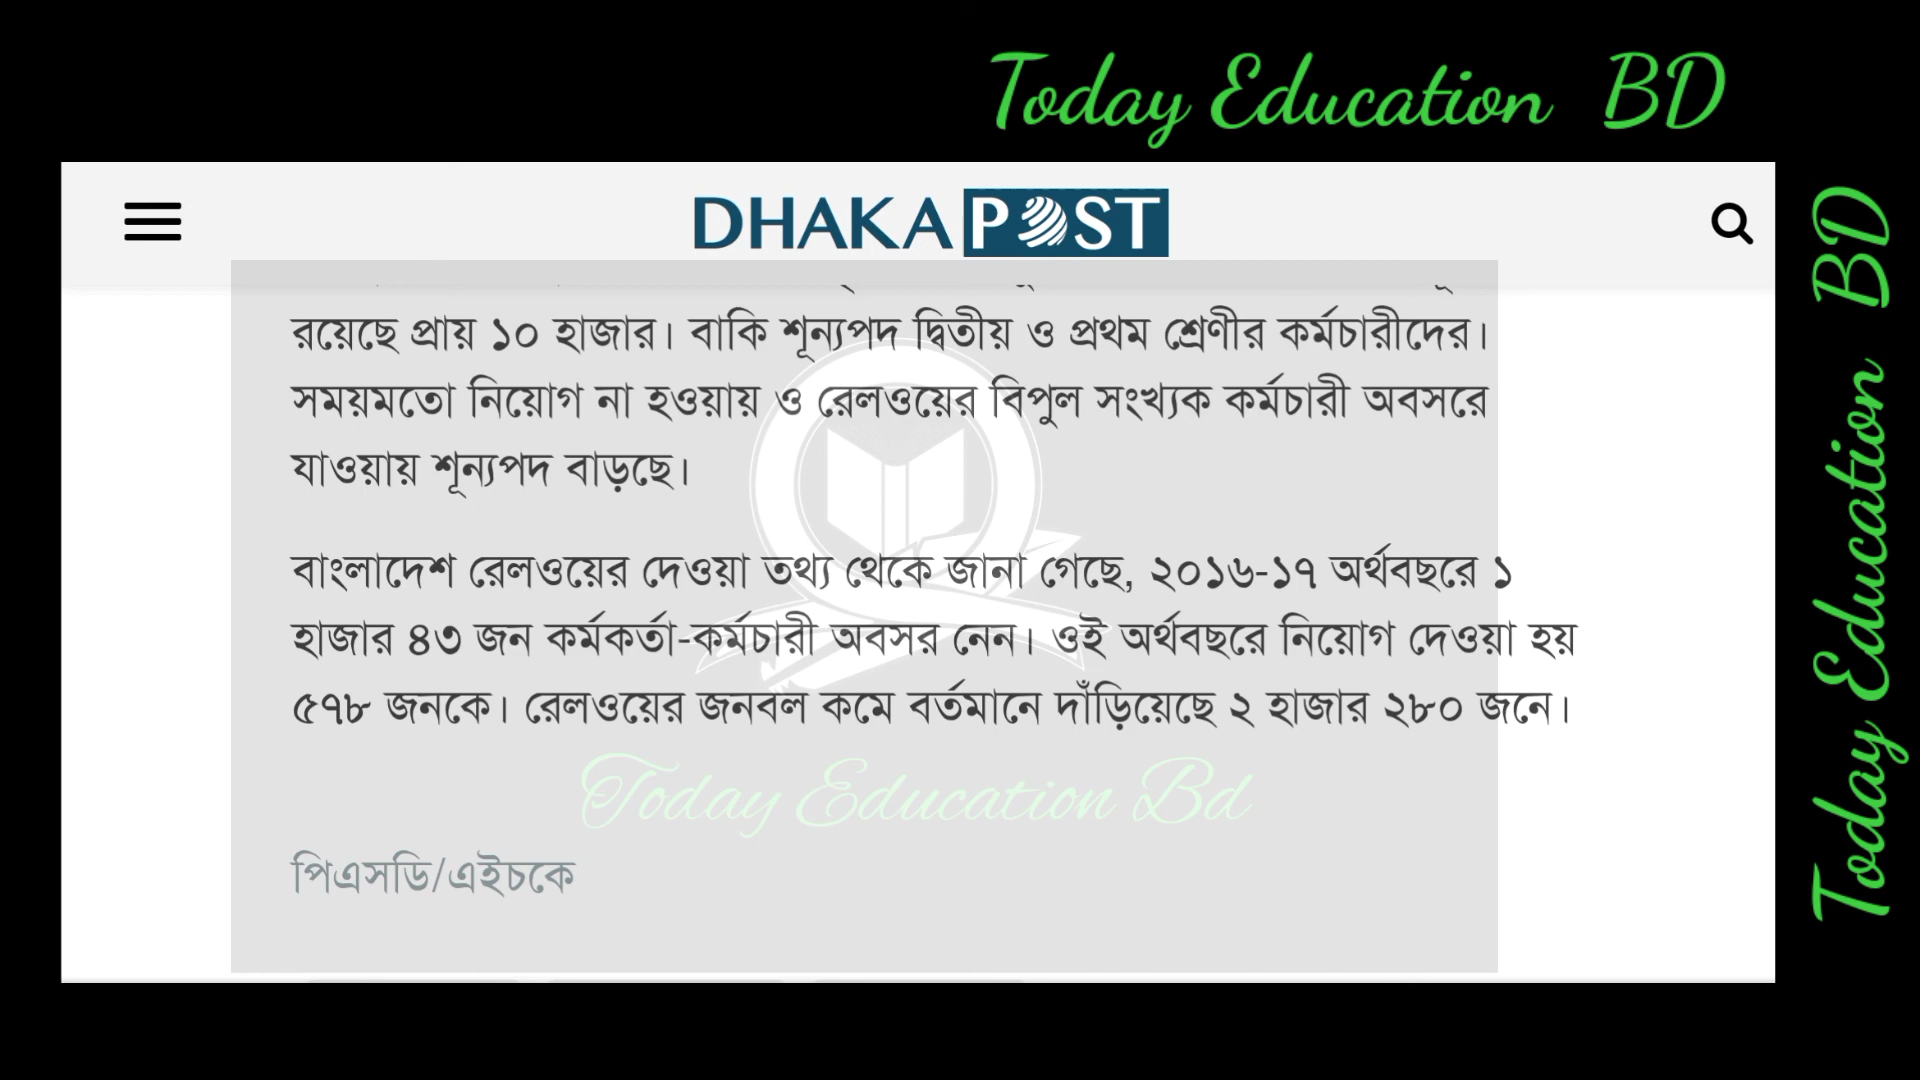 Today Education BD
DHAKA POST
রয়েছে প্রায় ১০ হাজার। বাকি শূন্যপদ দ্বিতীয় ও প্রথম শ্রেণীর কর্মচারীদের।
সময়মতো নিয়োগ না হওয়ায় ও রেলওয়ের বিপুল সংখ্যক কর্মচারী অবসরে
যাওয়ায় শূন্যপদ বাড়ছে।
বাংলাদেশ রেলওয়ের দেওয়া তথ্য থেকে জানা গেছে, ২০১৬-১৭ অর্থবছরে ১
হাজার ৪৩ জন কর্মকর্তা-কর্মচারী অবসর নেন। ওই অর্থবছরে নিয়োগ দেওয়া হয়
৫৭৮ জনকে। রেলওয়ের জনবল কমে বর্তমানে দাঁড়িয়েছে ২ হাজার ২৮০ জনে।
Today Education Bd
পিএসডি/এইচকে
Today Education BD